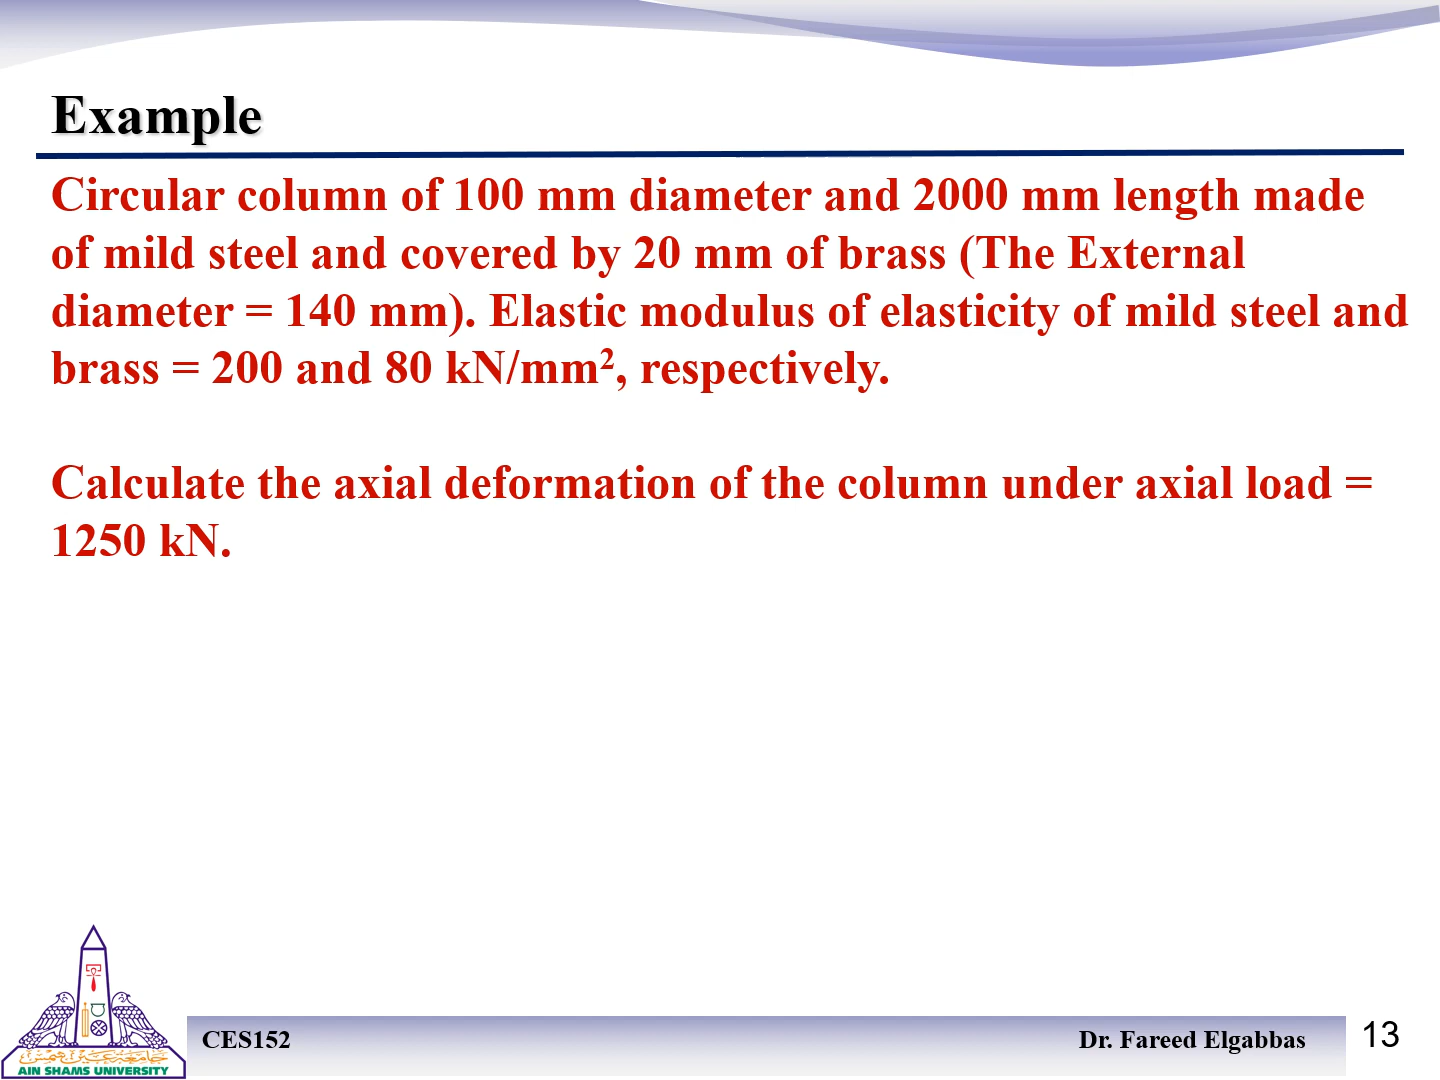 Example
Circular column of 100 mm diameter and 2000 mm length made
of mild steel and covered by 20 mm of brass (The External
diameter = 140 mm). Elastic modulus of elasticity of mild steel and
brass = 200 and 80 kN/mm², respectively.
Calculate the axial deformation of the column under axial load =
1250 kN.
جامعة عين شمس
AIN SHAMS UNIVERSITY
CES152
Dr. Fareed Elgabbas
13